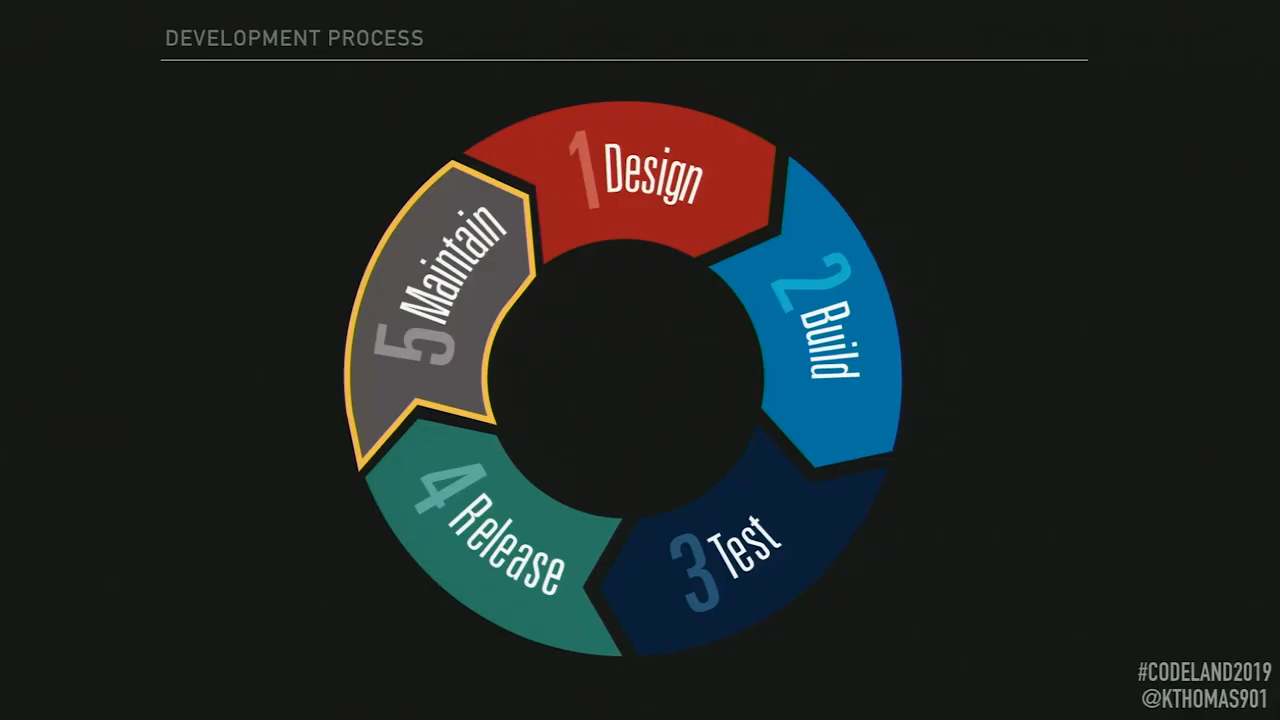 DEVELOPMENT PROCESS
1 Design
2 Build
3 Test
4 Release
5 Maintain
#CODELAND2019
@KTHOMAS901